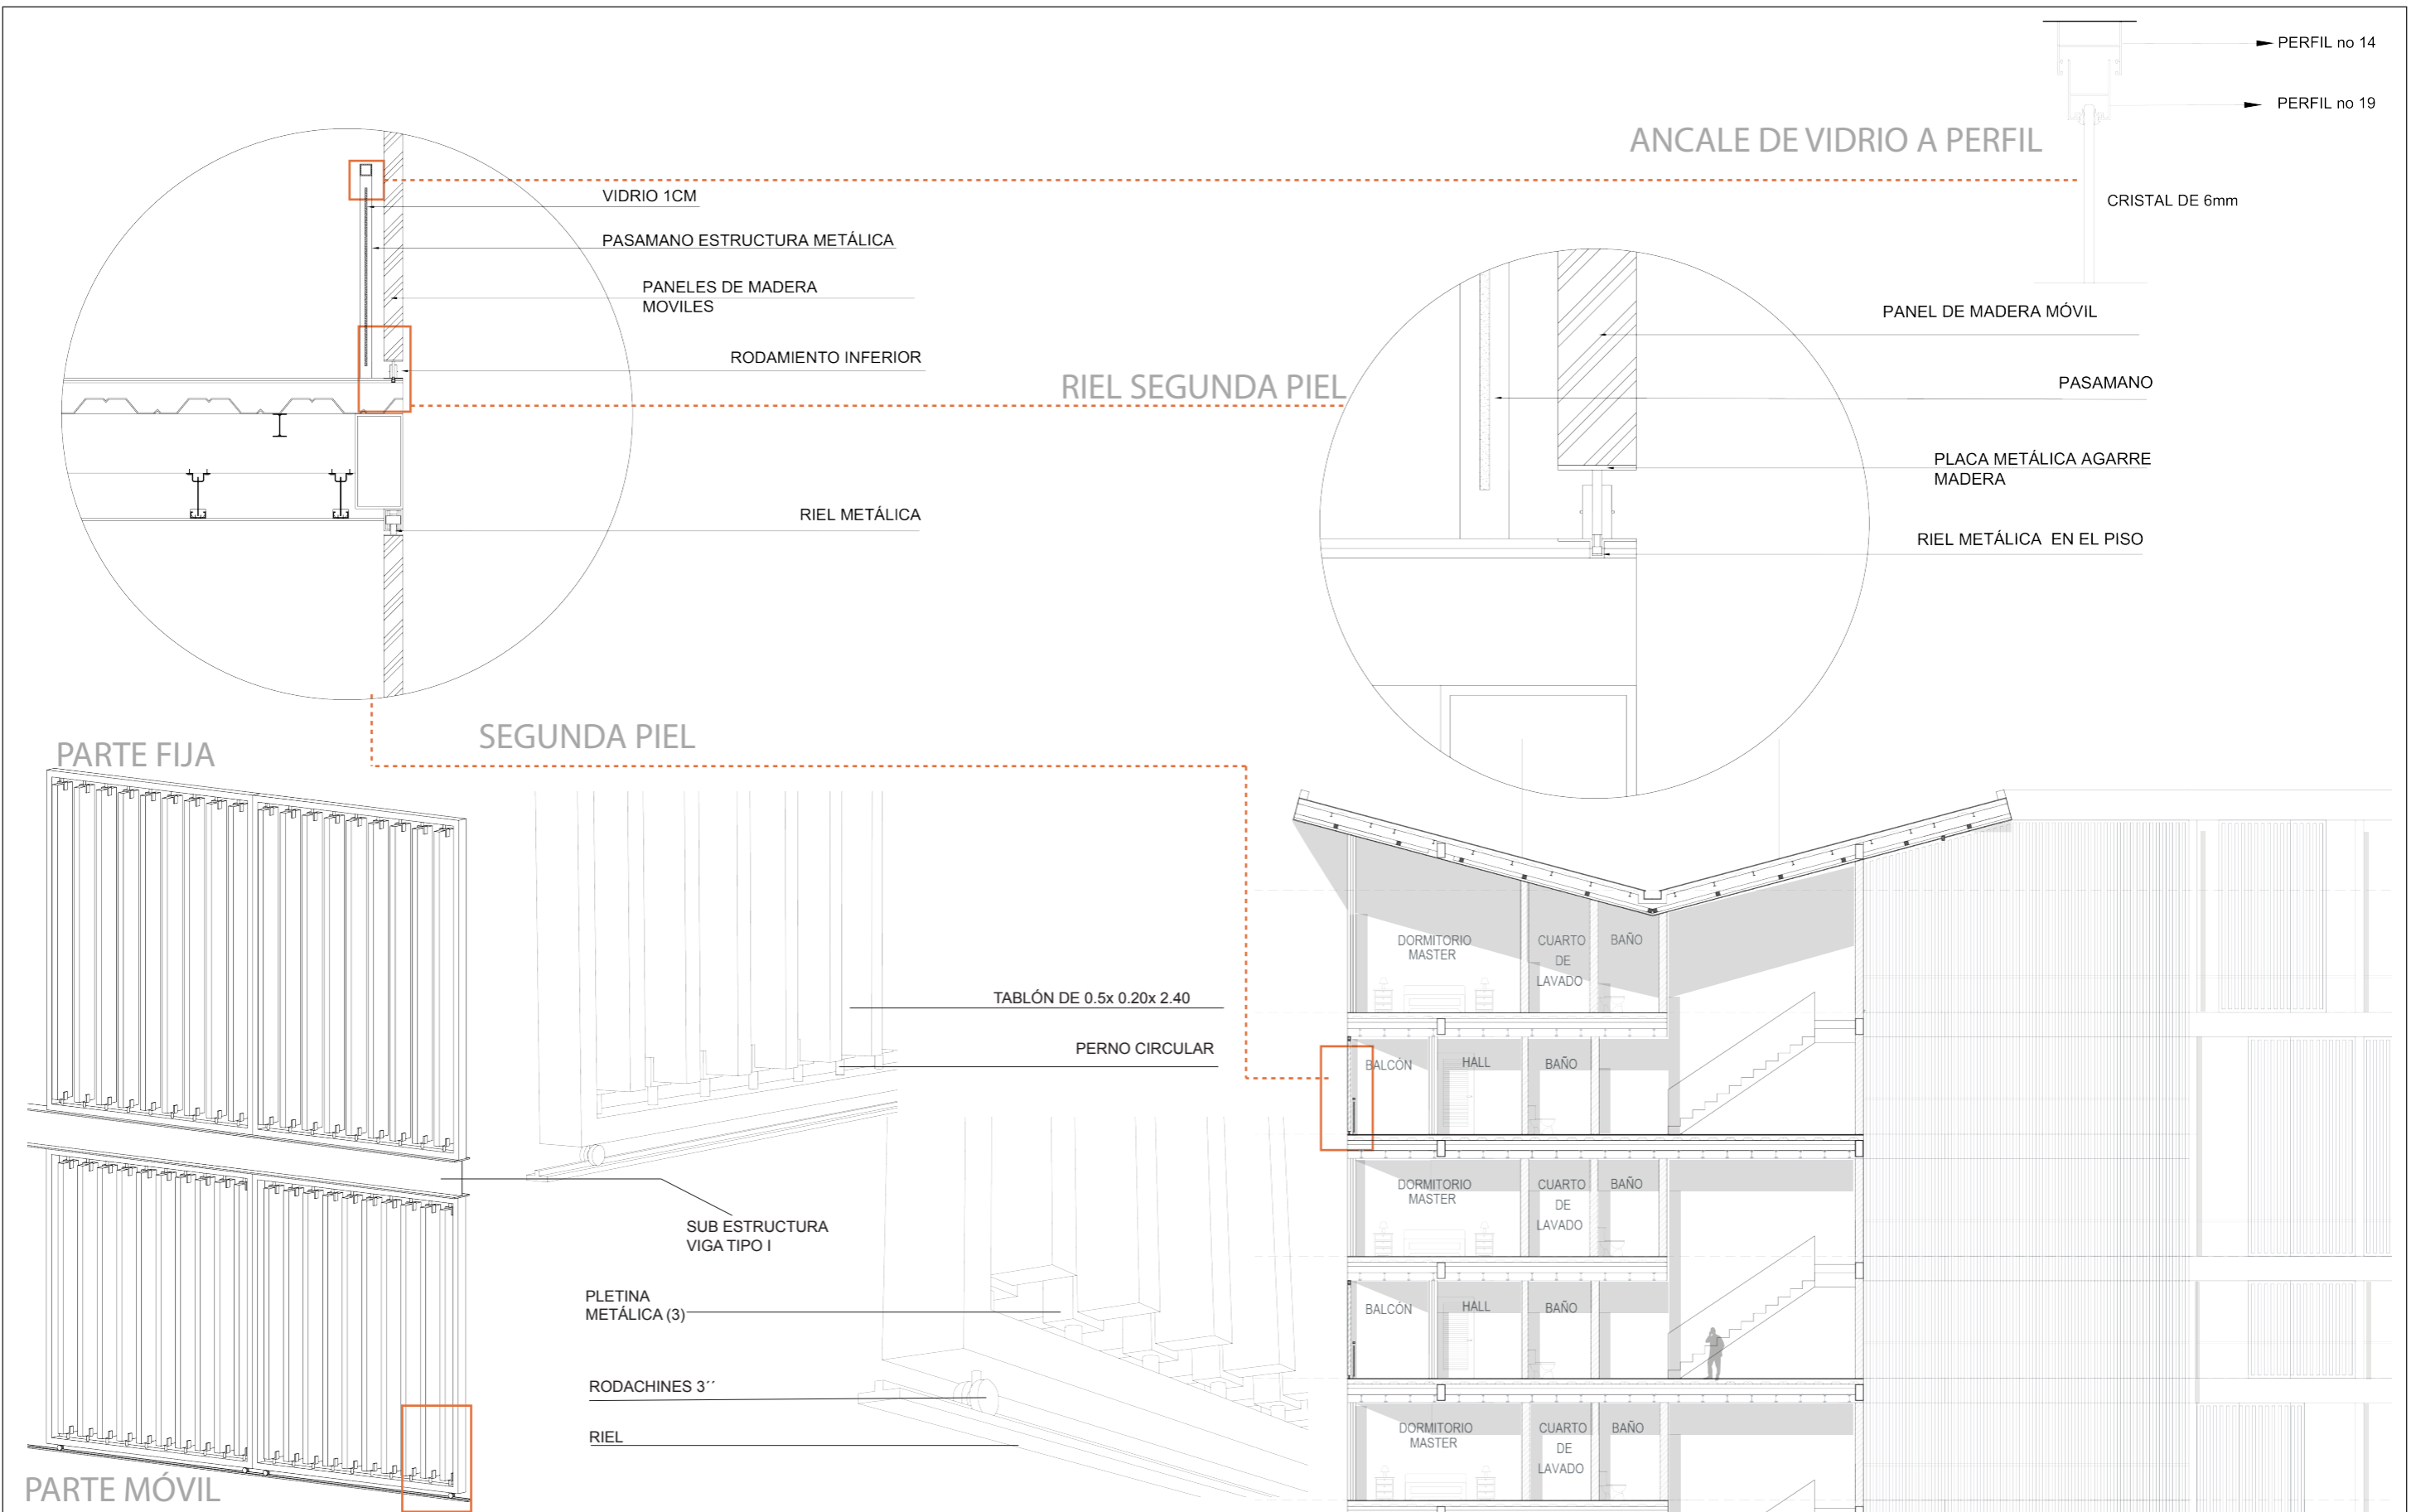 PERFIL no 14
PERFIL no 19
ANCALE DE VIDRIO A PERFIL
CRISTAL DE 6mm
VIDRIO 1CM
PASAMANO ESTRUCTURA METÁLICA
PANELES DE MADERA
MOVILES
RODAMIENTO INFERIOR
RIEL METÁLICA
RIEL SEGUNDA PIEL
PANEL DE MADERA MÓVIL
PASAMANO
PLACA METÁLICA AGARRE
MADERA
RIEL METÁLICA EN EL PISO
SEGUNDA PIEL
PARTE FIJA
TABLÓN DE 0.5x 0.20x 2.40
PERNO CIRCULAR
SUB ESTRUCTURA
VIGA TIPO I
PLETINA
METÁLICA (3)
RODACHINES 3´´
RIEL
PARTE MÓVIL
DORMITORIO
MASTER
CUARTO
DE
LAVADO
BAÑO
BALCÓN
HALL
BAÑO
DORMITORIO
MASTER
CUARTO
DE
LAVADO
BAÑO
BALCÓN
HALL
BAÑO
DORMITORIO
MASTER
CUARTO
DE
LAVADO
BAÑO